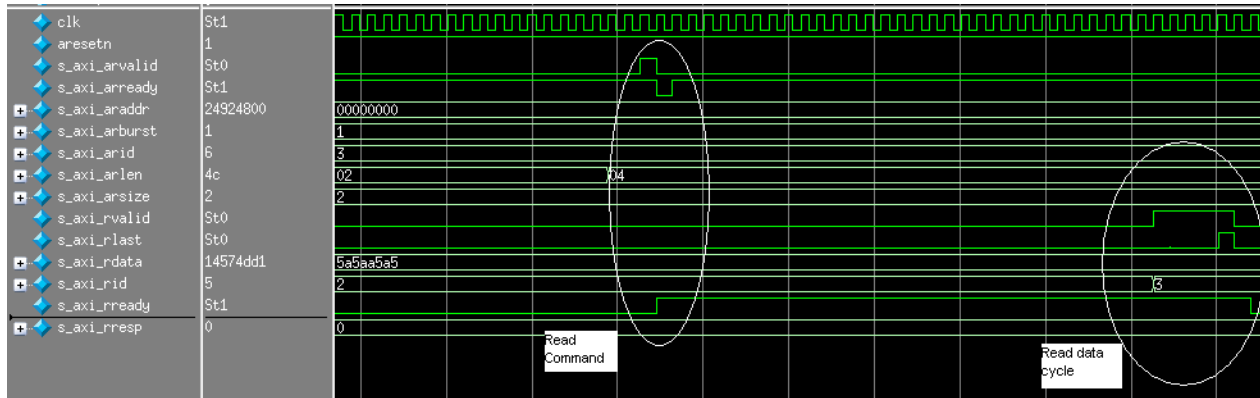 clk St1
aresetn 1
s_axi_arvalid St0
s_axi_arready St1
s_axi_araddr 24924800 00000000
s_axi_arburst 1 1
s_axi_arid 6 3
s_axi_arlen 4c 02 04
s_axi_arsize 2 2
s_axi_rvalid St0
s_axi_rlast St0
s_axi_rdata 14574dd1 5a5aa5a5
s_axi_rid 5 2 3
s_axi_rready St1
s_axi_rresp 0 0
Read
Command
Read data
cycle